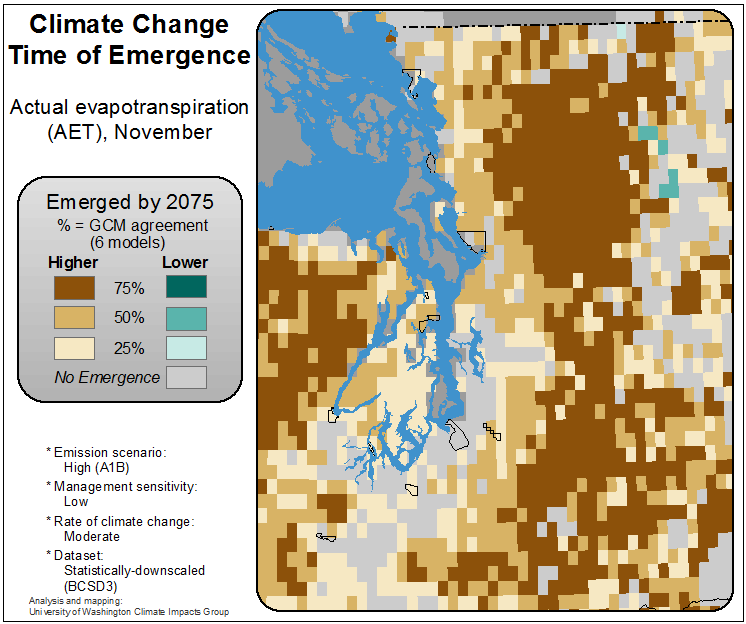 Climate Change
Time of Emergence
Actual evapotranspiration
(AET), November
Emerged by 2075
% = GCM agreement
(6 models)
Higher Lower
75%
50%
25%
No Emergence
* Emission scenario:
High (A1B)
* Management sensitivity:
Low
* Rate of climate change:
Moderate
* Dataset:
Statistically-downscaled
(BCSD3)
Analysis and mapping:
University of Washington Climate Impacts Group